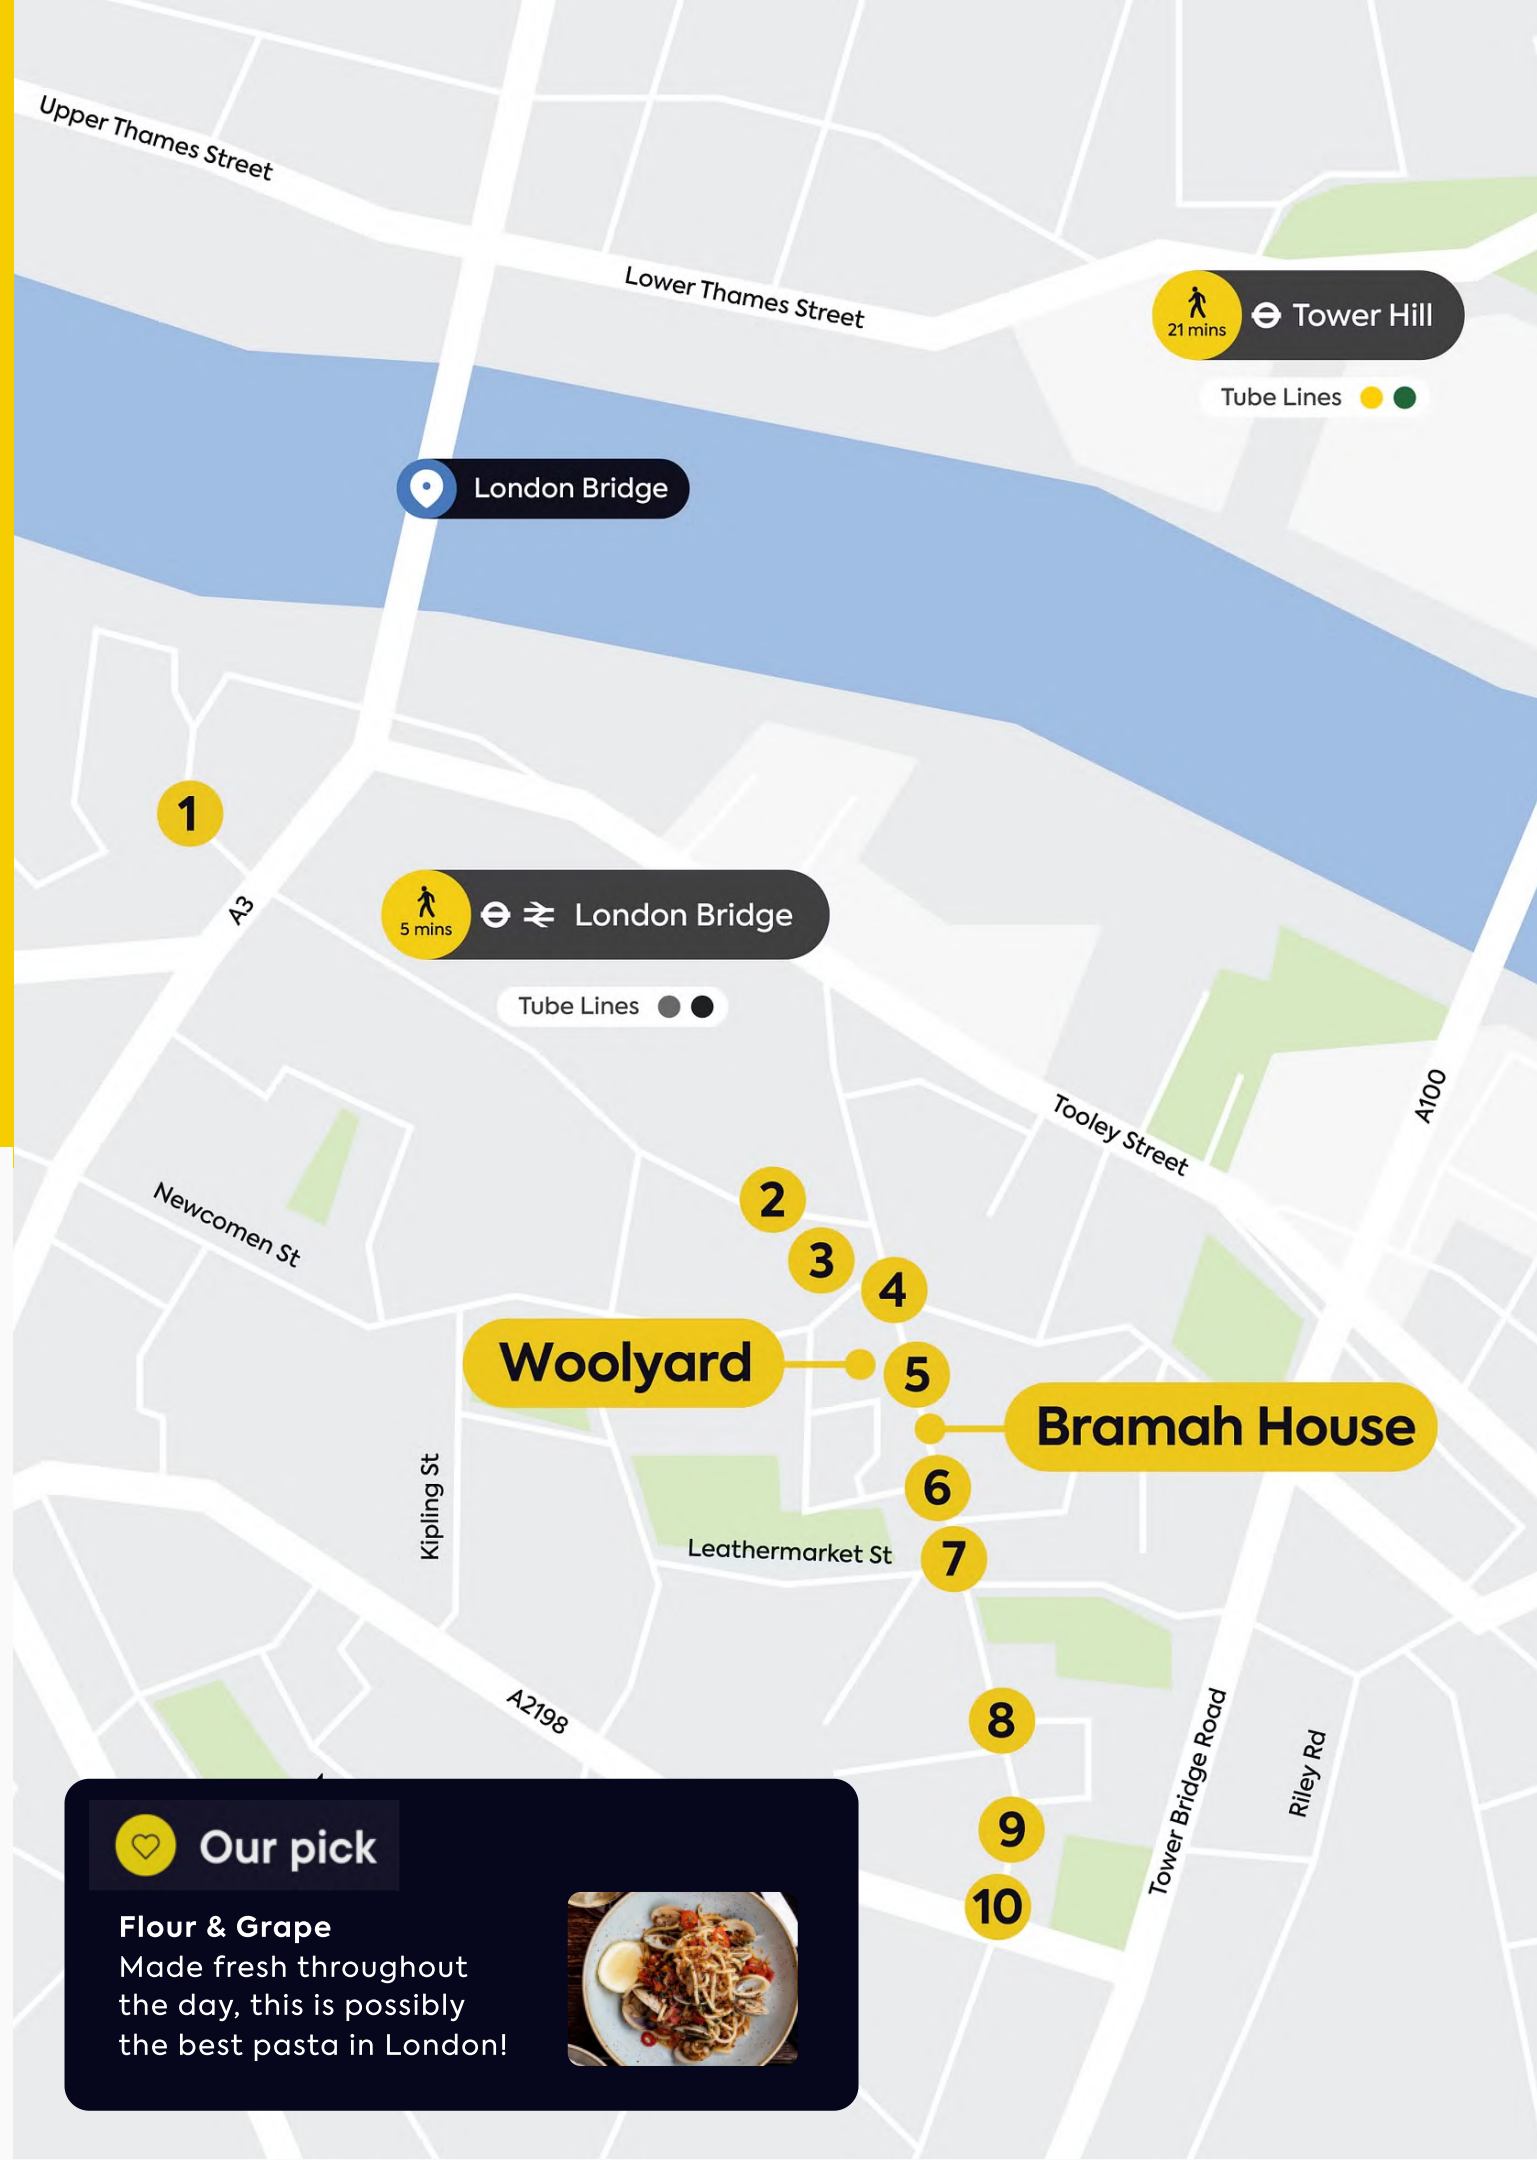 Upper Thames Street
Lower Thames Street
21 mins
Tower Hill
Tube Lines
London Bridge
1
A3
5 mins
London Bridge
Tube Lines
A100
Tooley Street
Newcomen St
2
3
4
Woolyard
5
Bramah House
6
Kipling St
Leathermarket St
7
A2198
8
Tower Bridge Road
Riley Rd
9
10
Our pick
Flour & Grape
Made fresh throughout
the day, this is possibly
the best pasta in London!